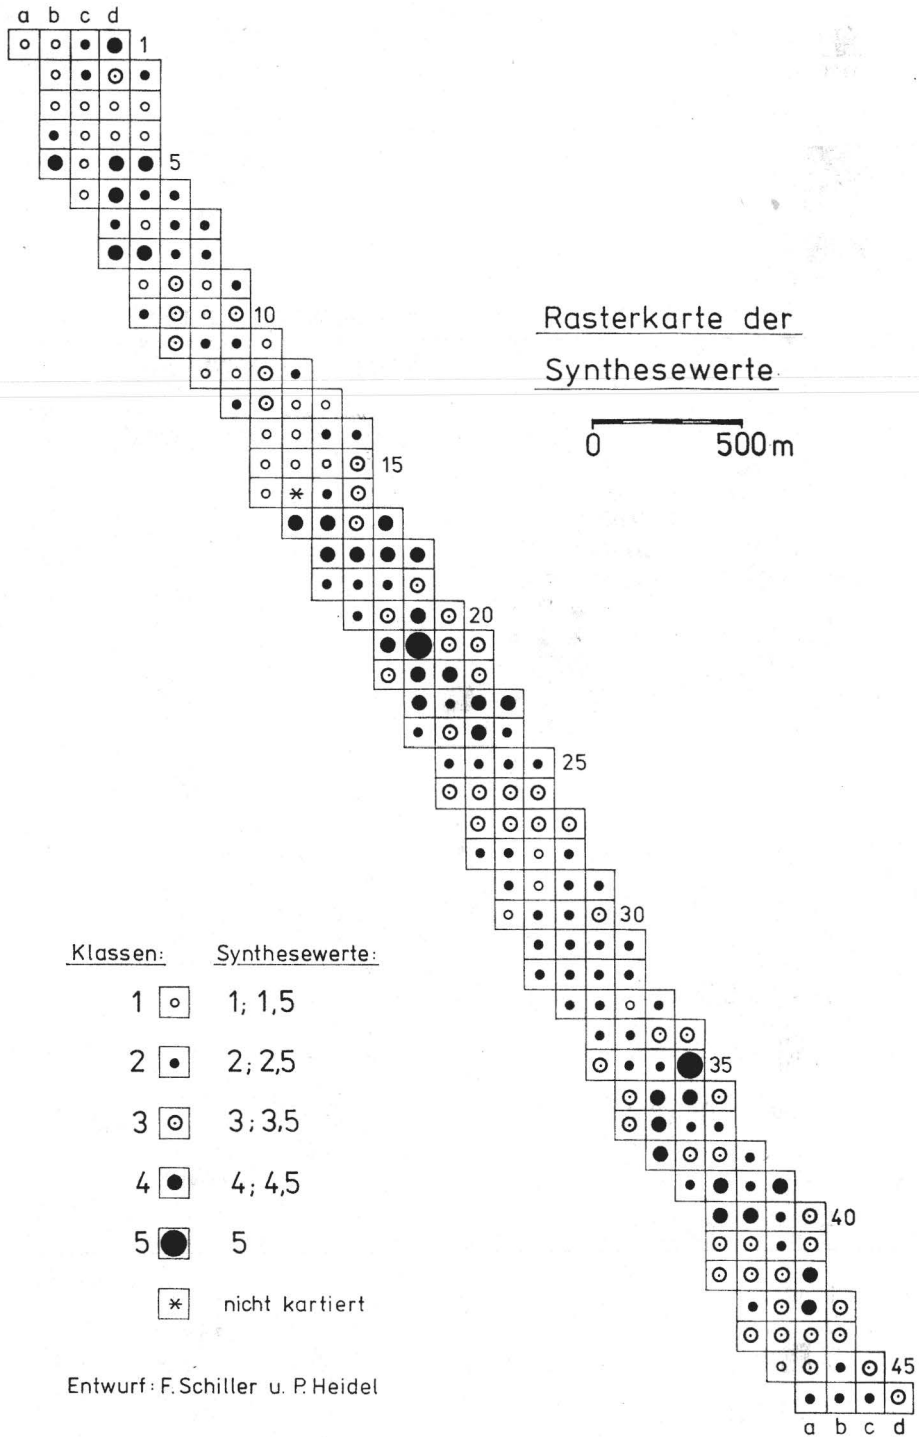 a b c d
1
5
10
Rasterkarte der
Synthesewerte
0 500 m
15
20
25
30
Klassen: Synthesewerte:
1 1; 1,5
2 2; 2,5
3 3; 3,5
4 4; 4,5
5 5
nicht kartiert
35
40
45
Entwurf: F. Schiller u. P. Heidel
a b c d